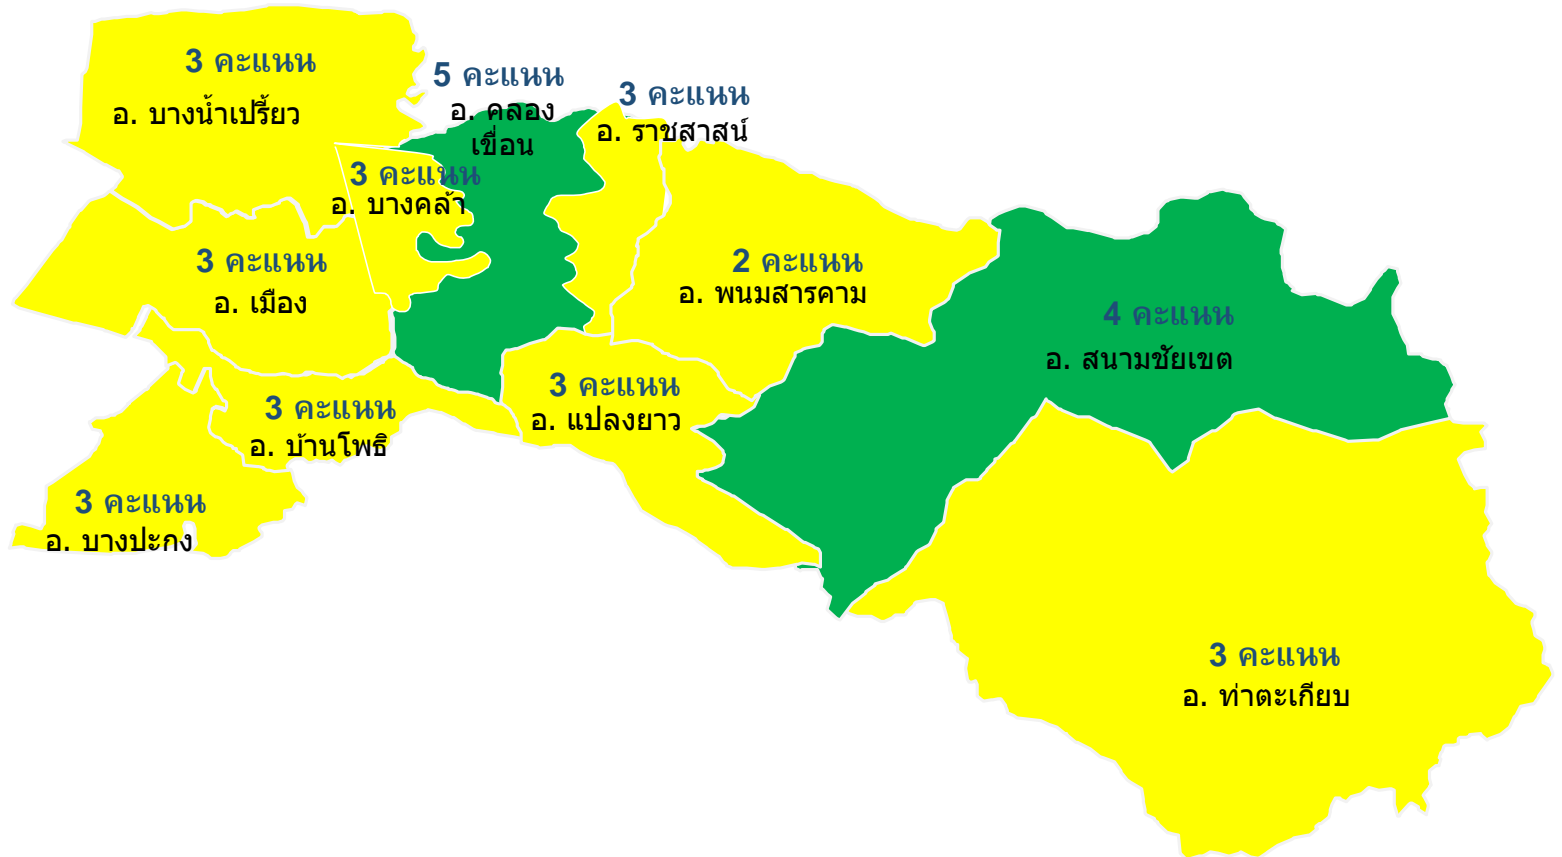 3 คะแนน
อ. บางน้ำเปรี้ยว
5 คะแนน
อ. คลอง
เขื่อน
3 คะแนน
อ. ราชสาสน์
3 คะแนน
อ. บางคล้า
3 คะแนน
อ. เมือง
2 คะแนน
อ. พนมสารคาม
4 คะแนน
อ. สนามชัยเขต
3 คะแนน
อ. แปลงยาว
3 คะแนน
อ. บ้านโพธิ
3 คะแนน
อ. บางปะกง
3 คะแนน
อ. ท่าตะเกียบ